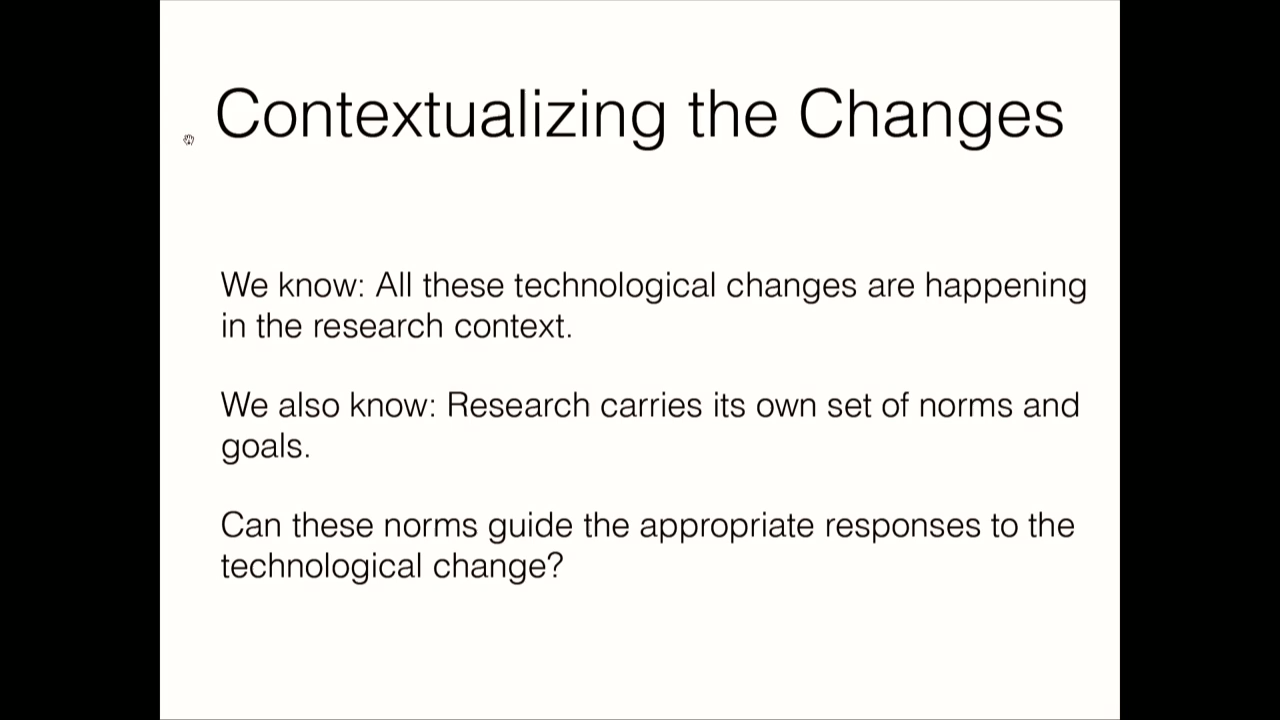 Contextualizing the Changes
We know: All these technological changes are happening
in the research context.
We also know: Research carries its own set of norms and
goals.
Can these norms guide the appropriate responses to the
technological change?